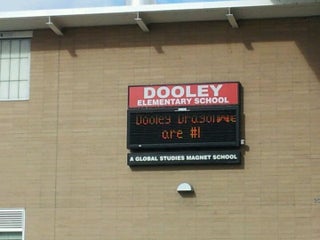 DOOLEY
ELEMENTARY SCHOOL
Dooley
are #1
A GLOBAL STUDIES MAGNET SCHOOL